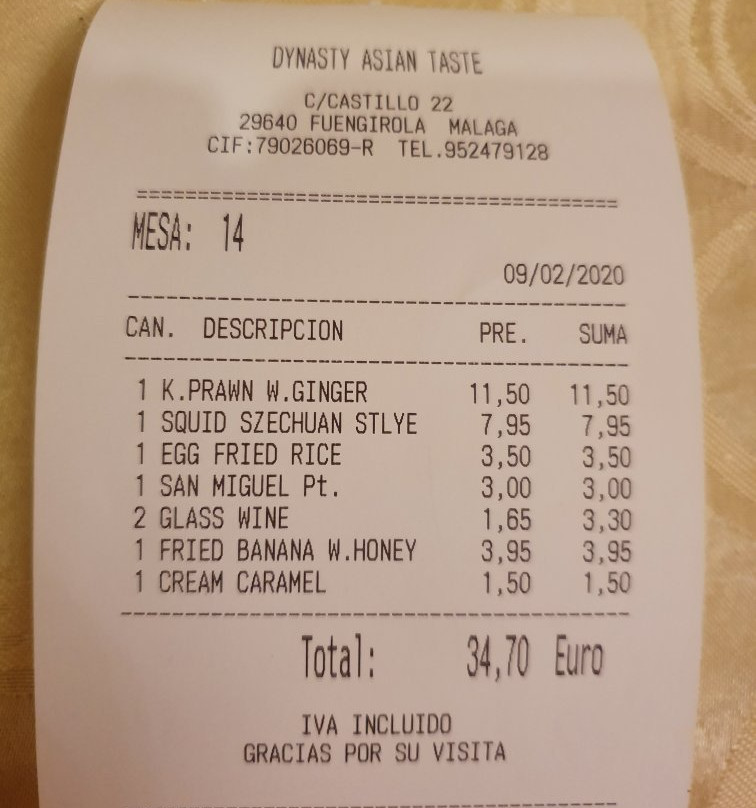 DYNASTY ASIAN TASTE
C/CASTILLO 22
29640 FUENGIROLA MALAGA
CIF:79026069-R TEL.952479128
MESA: 14
09/02/2020
CAN. DESCRIPCION PRE. SUMA
1 K.PRAWN W.GINGER 11,50 11,50
1 SQUID SZECHUAN STLYE 7,95 7,95
1 EGG FRIED RICE 3,50 3,50
1 SAN MIGUEL Pt. 3,00 3,00
2 GLASS WINE 1,65 3,30
1 FRIED BANANA W.HONEY 3,95 3,95
1 CREAM CARAMEL 1,50 1,50
Total: 34,70 Euro
IVA INCLUIDO
GRACIAS POR SU VISITA